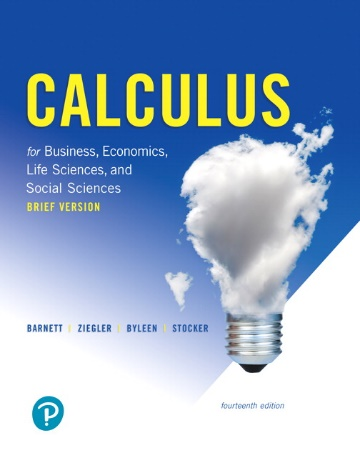 CALCULUS
for Business, Economics,
Life Sciences, and
Social Sciences
BRIEF VERSION
BARNETT | ZIEGLER | BYLEEN | STOCKER
fourteenth edition
P